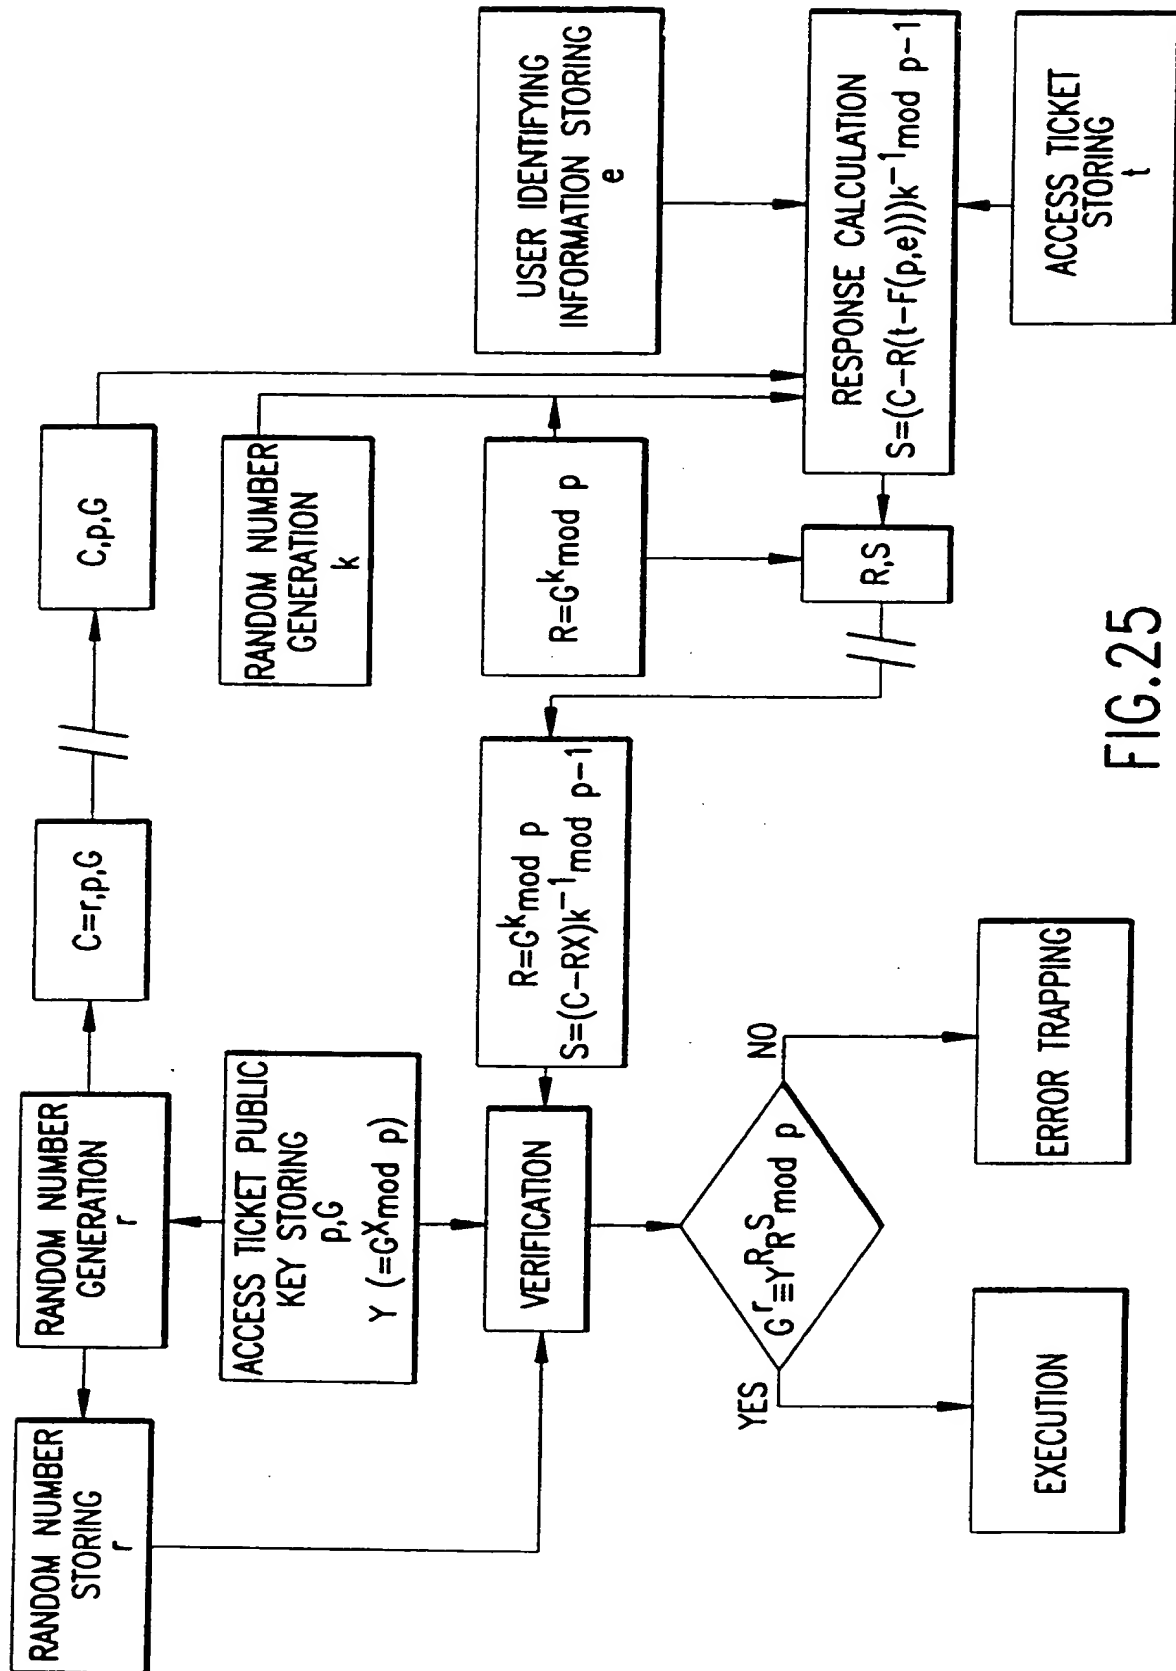 RANDOM NUMBER
STORING
r
RANDOM NUMBER
GENERATION
r
C=r,p,G
C,p,G
ACCESS TICKET PUBLIC
KEY STORING
p,G
Y (=G^X mod p)
RANDOM NUMBER
GENERATION
k
VERIFICATION
R=G^k mod p
S=(C−RX)k^−1 mod p−1
R=G^k mod p
USER IDENTIFYING
INFORMATION STORING
e
G^r≡Y^R R^S mod p
YES
NO
R,S
RESPONSE CALCULATION
S=(C−R(t−F(p,e)))k^−1 mod p−1
EXECUTION
ERROR TRAPPING
ACCESS TICKET
STORING
t
FIG.25